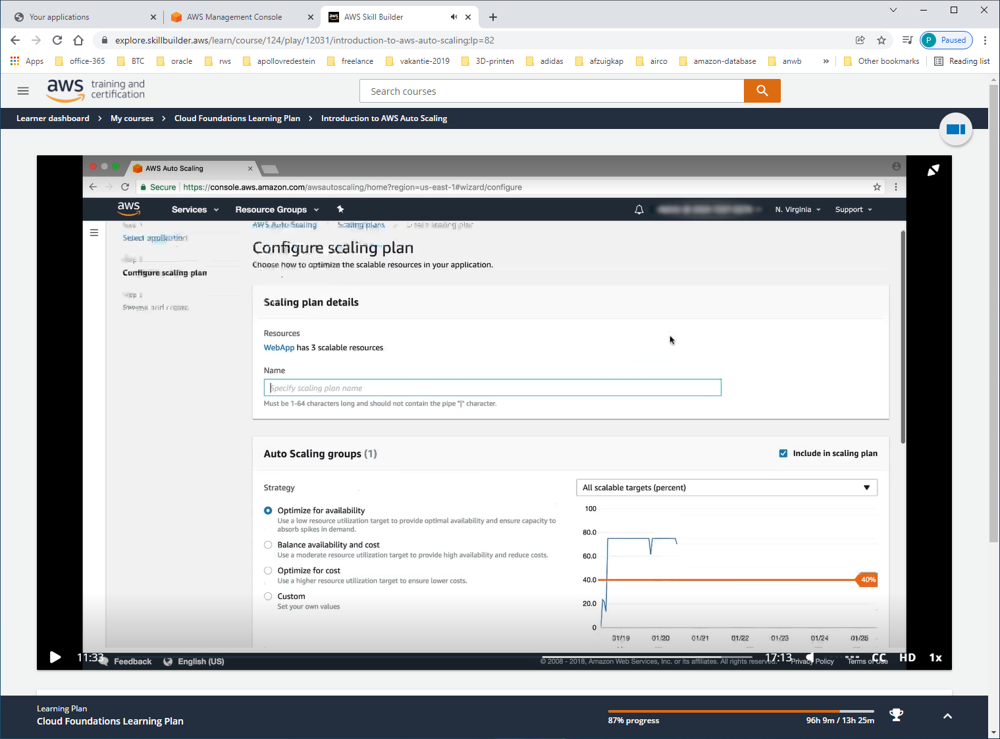 Your applications
AWS Management Console
AWS Skill Builder
explore.skillbuilder.aws/learn/course/124/play/12031/introduction-to-aws-auto-scaling;lp=82
P Paused
Apps office-365 BTC oracle rws apollovredestein freelance vakantie-2019 3D-printen adidas afzuigkap airco amazon-database anwb » Other bookmarks Reading list
aws training and certification
Search courses
Learner dashboard > My courses > Cloud Foundations Learning Plan > Introduction to AWS Auto Scaling
AWS Auto Scaling
Secure https://console.aws.amazon.com/awsautoscaling/home?region=us-east-1#wizard/configure
aws Services Resource Groups N. Virginia Support
AWS Auto Scaling Scaling plans
Select application
Configure scaling plan
Choose how to optimize the scalable resources in your application.
Configure scaling plan
Review and create
Scaling plan details
Resources
WebApp has 3 scalable resources
Name
Specify scaling plan name
Must be 1-64 characters long and should not contain the pipe "|" character.
Auto Scaling groups (1)
Include in scaling plan
Strategy
All scalable targets (percent)
Optimize for availability
Use a low resource utilization target to provide optimal availability and ensure capacity to
absorb spikes in demand.
Balance availability and cost
Use a moderate resource utilization target to provide high availability and reduce costs.
Optimize for cost
Use a higher resource utilization target to ensure lower costs.
Custom
Set your own values
100
80.0
60.0
40.0
40%
20.0
0
01/19 01/20 01/21 01/22 01/23 01/24 01/25
11:33
Feedback English (US)
© 2008 - 2018, Amazon Web Services, Inc. or its affiliates. All rights reserved.
17:13
Privacy Policy Terms of Use
CC HD 1x
Learning Plan
Cloud Foundations Learning Plan
87% progress
96h 9m / 13h 25m